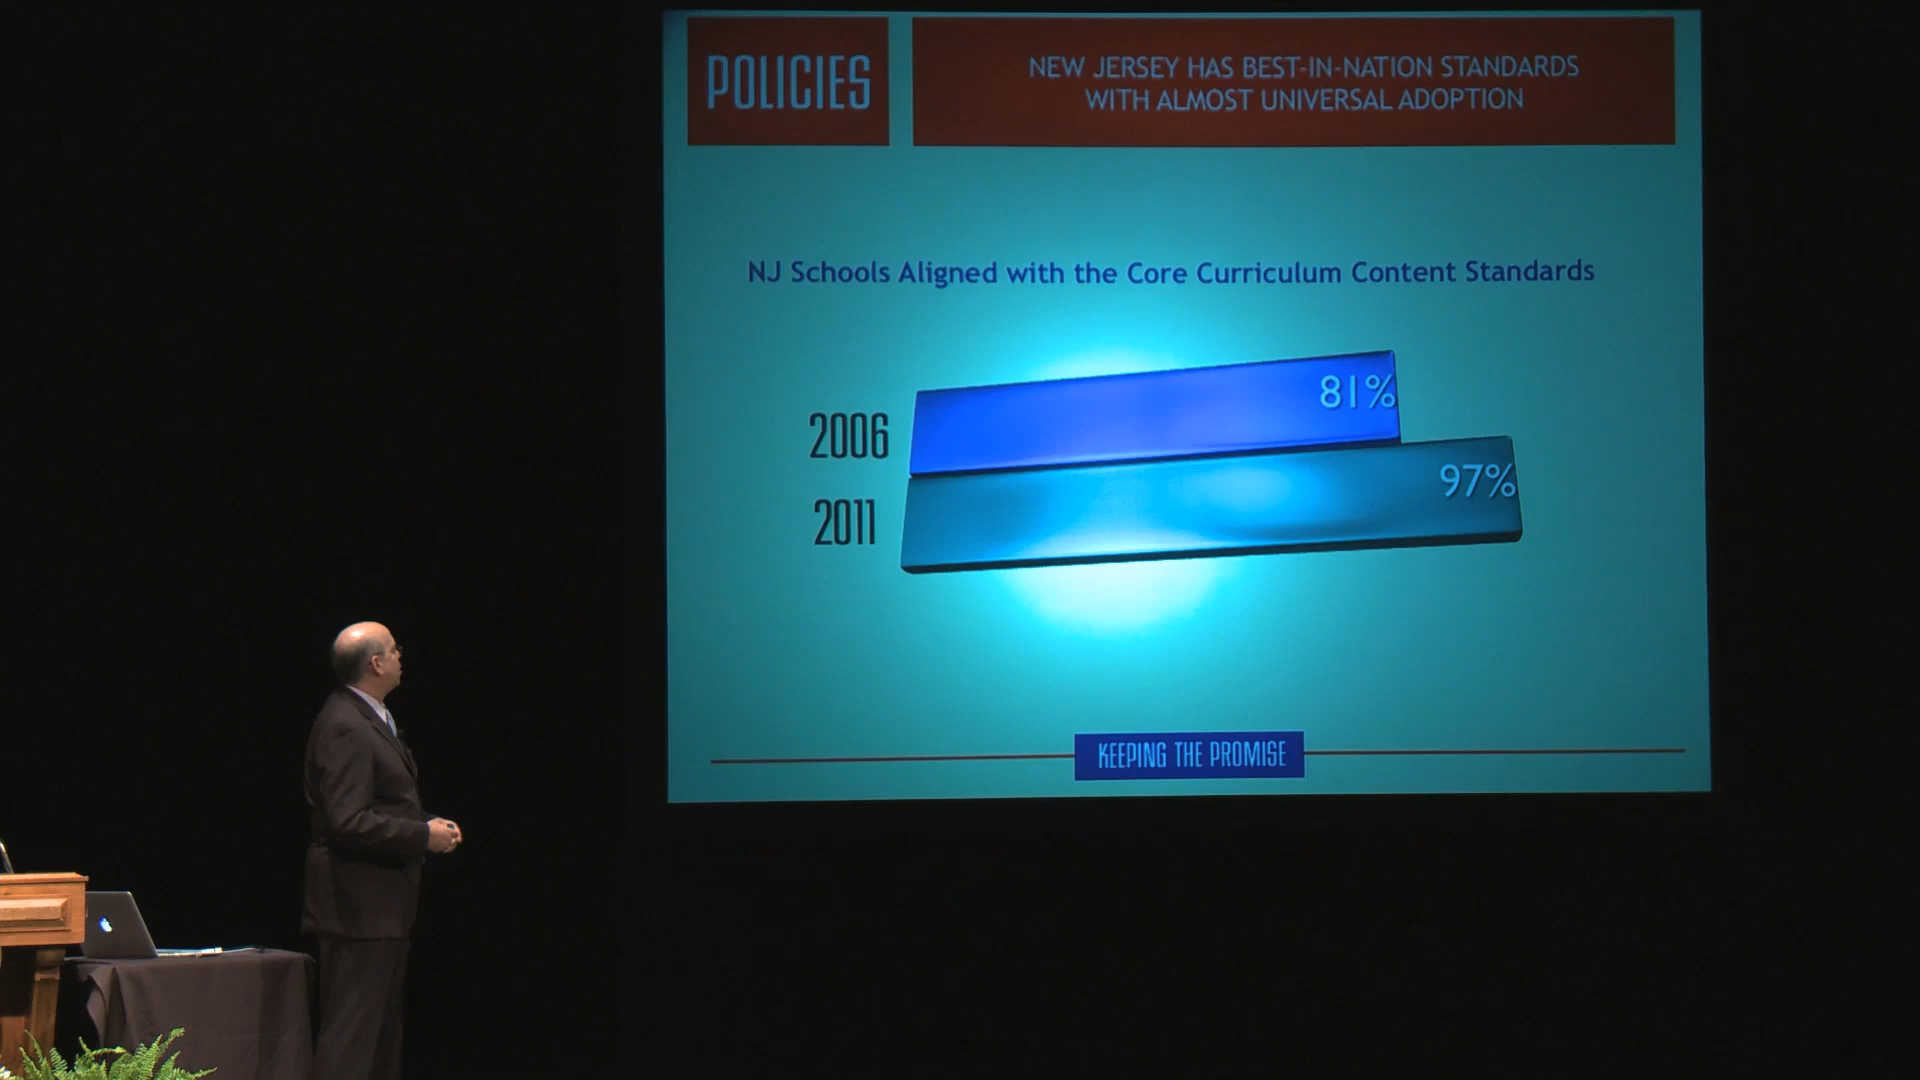 POLICIES
NEW JERSEY HAS BEST-IN-NATION STANDARDS
WITH ALMOST UNIVERSAL ADOPTION
NJ Schools Aligned with the Core Curriculum Content Standards
2006
81%
2011
97%
KEEPING THE PROMISE